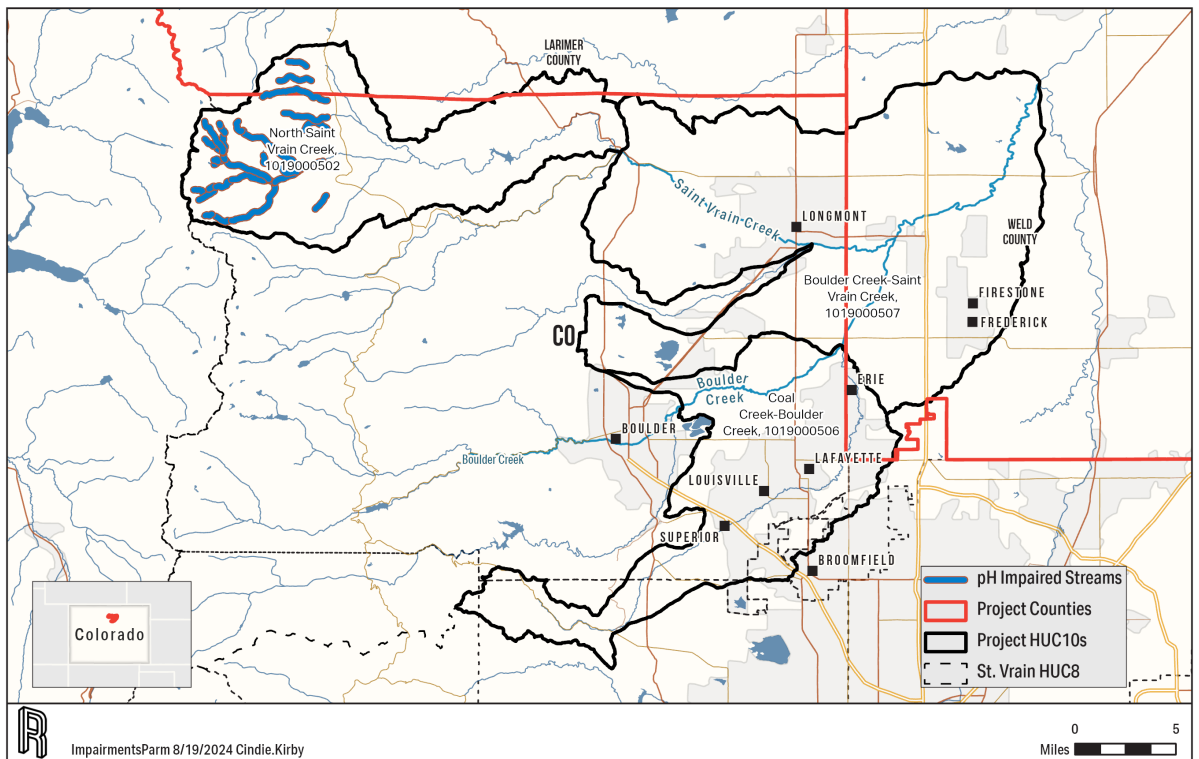 LARIMER
COUNTY
North Saint
Vrain Creek,
1019000502
Saint Vrain Creek
LONGMONT
WELD
COUNTY
Boulder Creek-Saint
Vrain Creek,
1019000507
FIRESTONE
FREDERICK
CO
Boulder
Creek
ERIE
Coal
Creek-Boulder
Creek, 1019000506
BOULDER
Boulder Creek
LAFAYETTE
LOUISVILLE
SUPERIOR
BROOMFIELD
pH Impaired Streams
Project Counties
Project HUC10s
St. Vrain HUC8
Colorado
R
ImpairmentsParm 8/19/2024 Cindie.Kirby
0 5
Miles